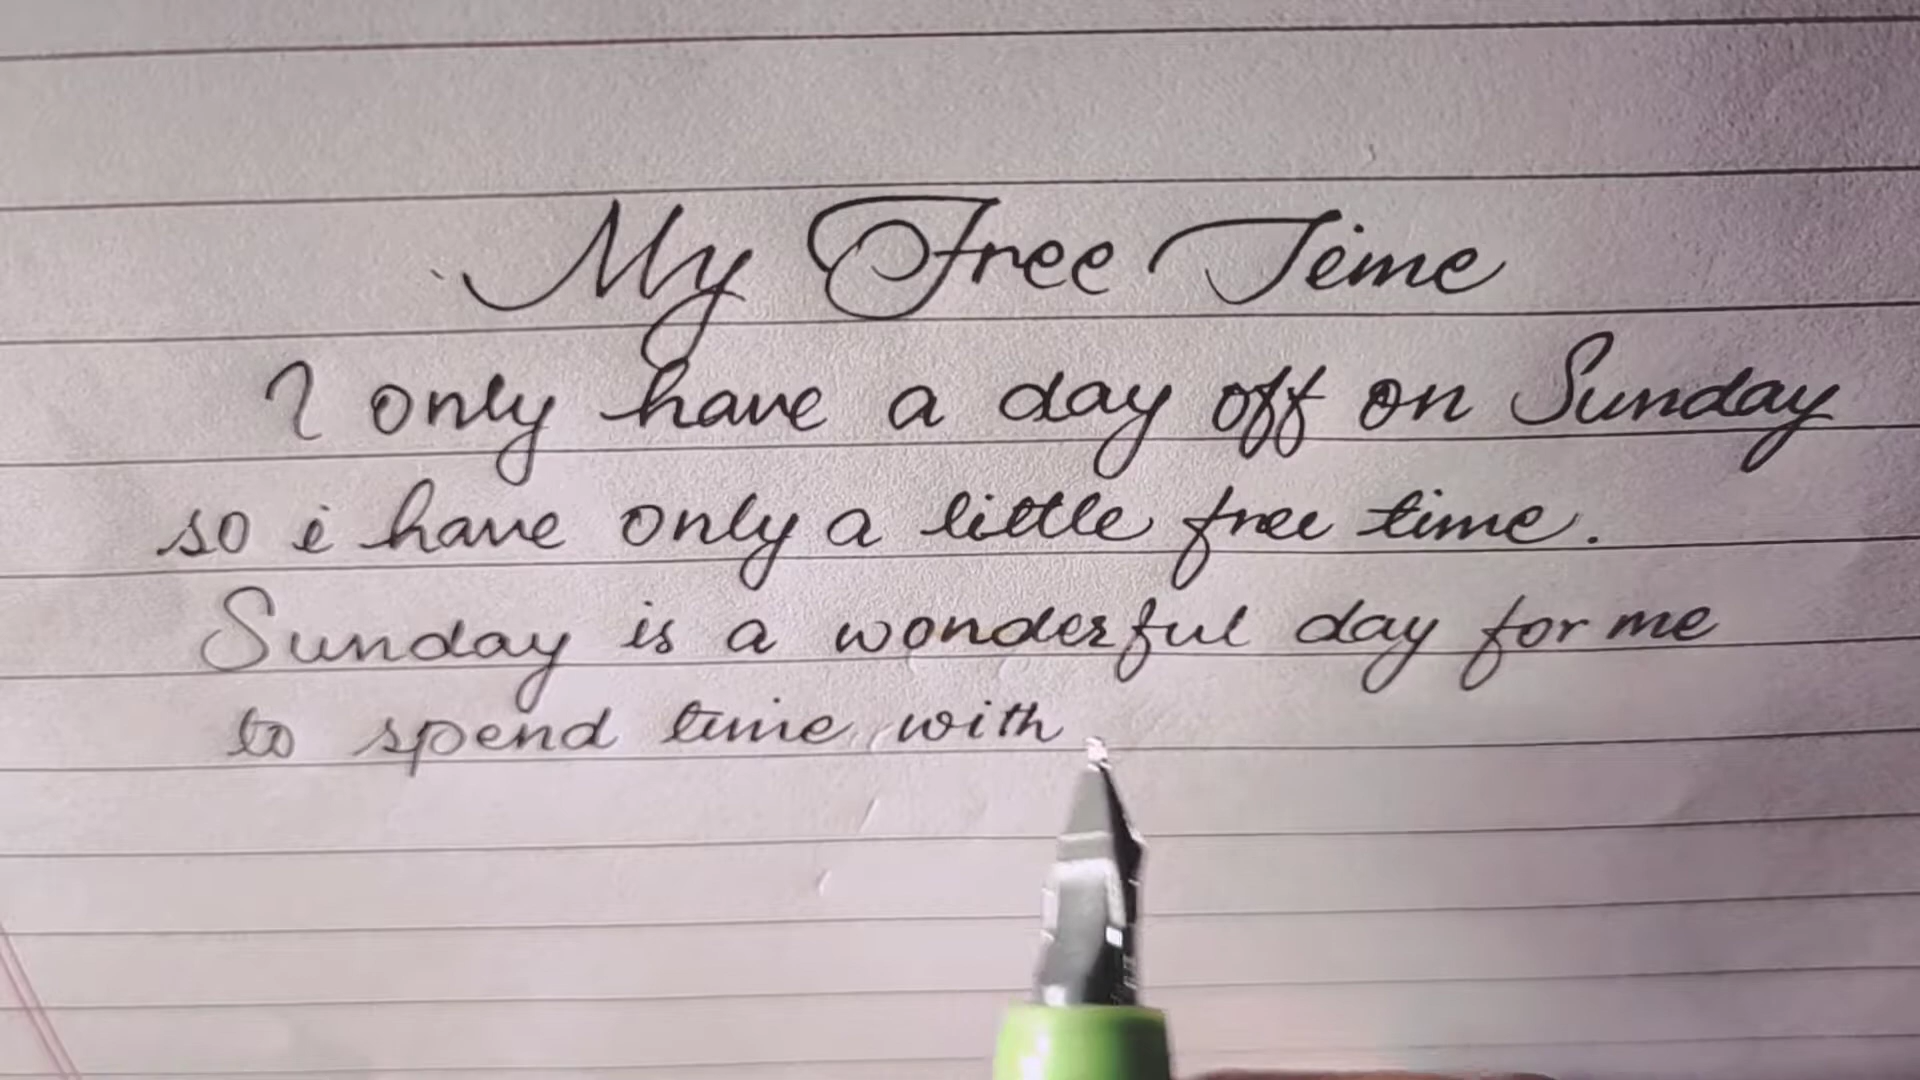 My Free Time
I only have a day off on Sunday
so i have only a little free time.
Sunday is a wonderful day for me
to spend time with